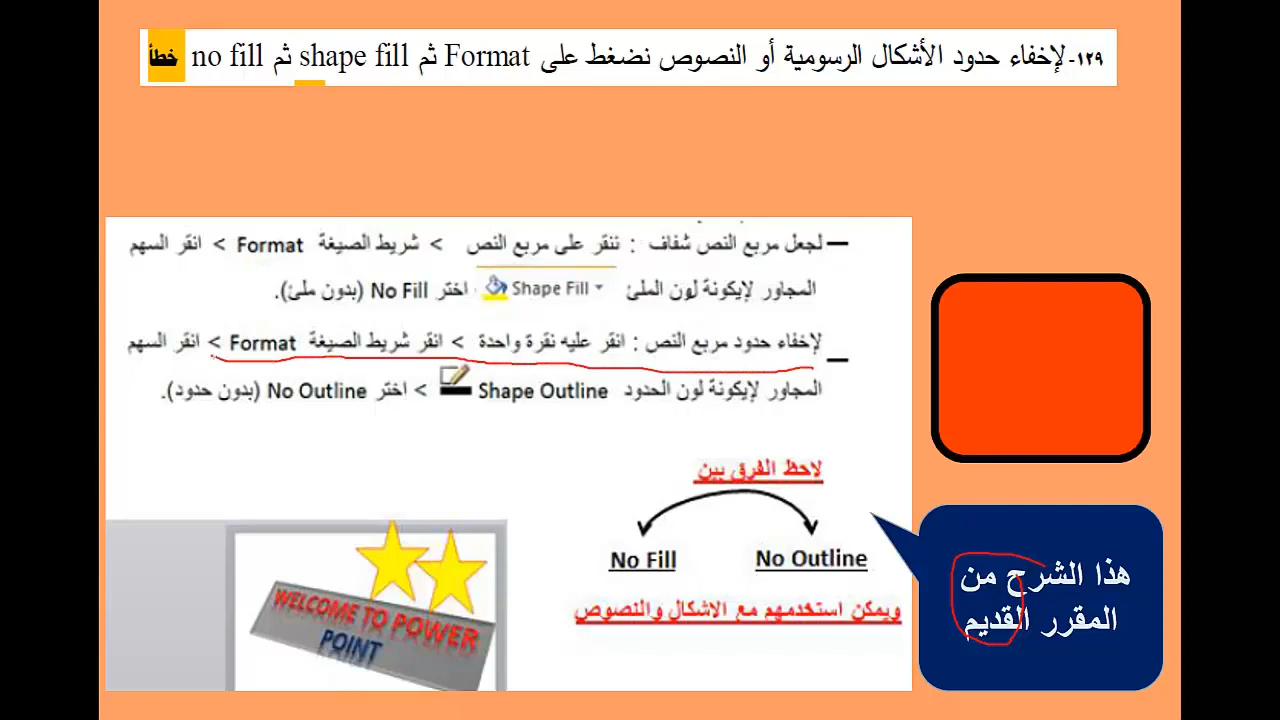 ١٢٩-لإخفاء حدود الأشكال الرسومية أو النصوص نضغط على Format ثم shape fill ثم no fill خطأ
لجعل مربع النص شفاف : تنقر على مربع النص > شريط الصيغة Format > انقر السهم
المجاور لإيكونة لون الملئ Shape Fill اختر No Fill (بدون ملئ).
لإخفاء حدود مربع النص : انقر عليه نقرة واحدة > انقر شريط الصيغة Format > انقر السهم
المجاور لإيكونة لون الحدود Shape Outline > اختر No Outline (بدون حدود).
لاحظ الفرق بين
No Fill No Outline
ويمكن استخدمهم مع الاشكال والنصوص
WELCOME TO POWER
POINT
هذا الشرح من
المقرر القديم